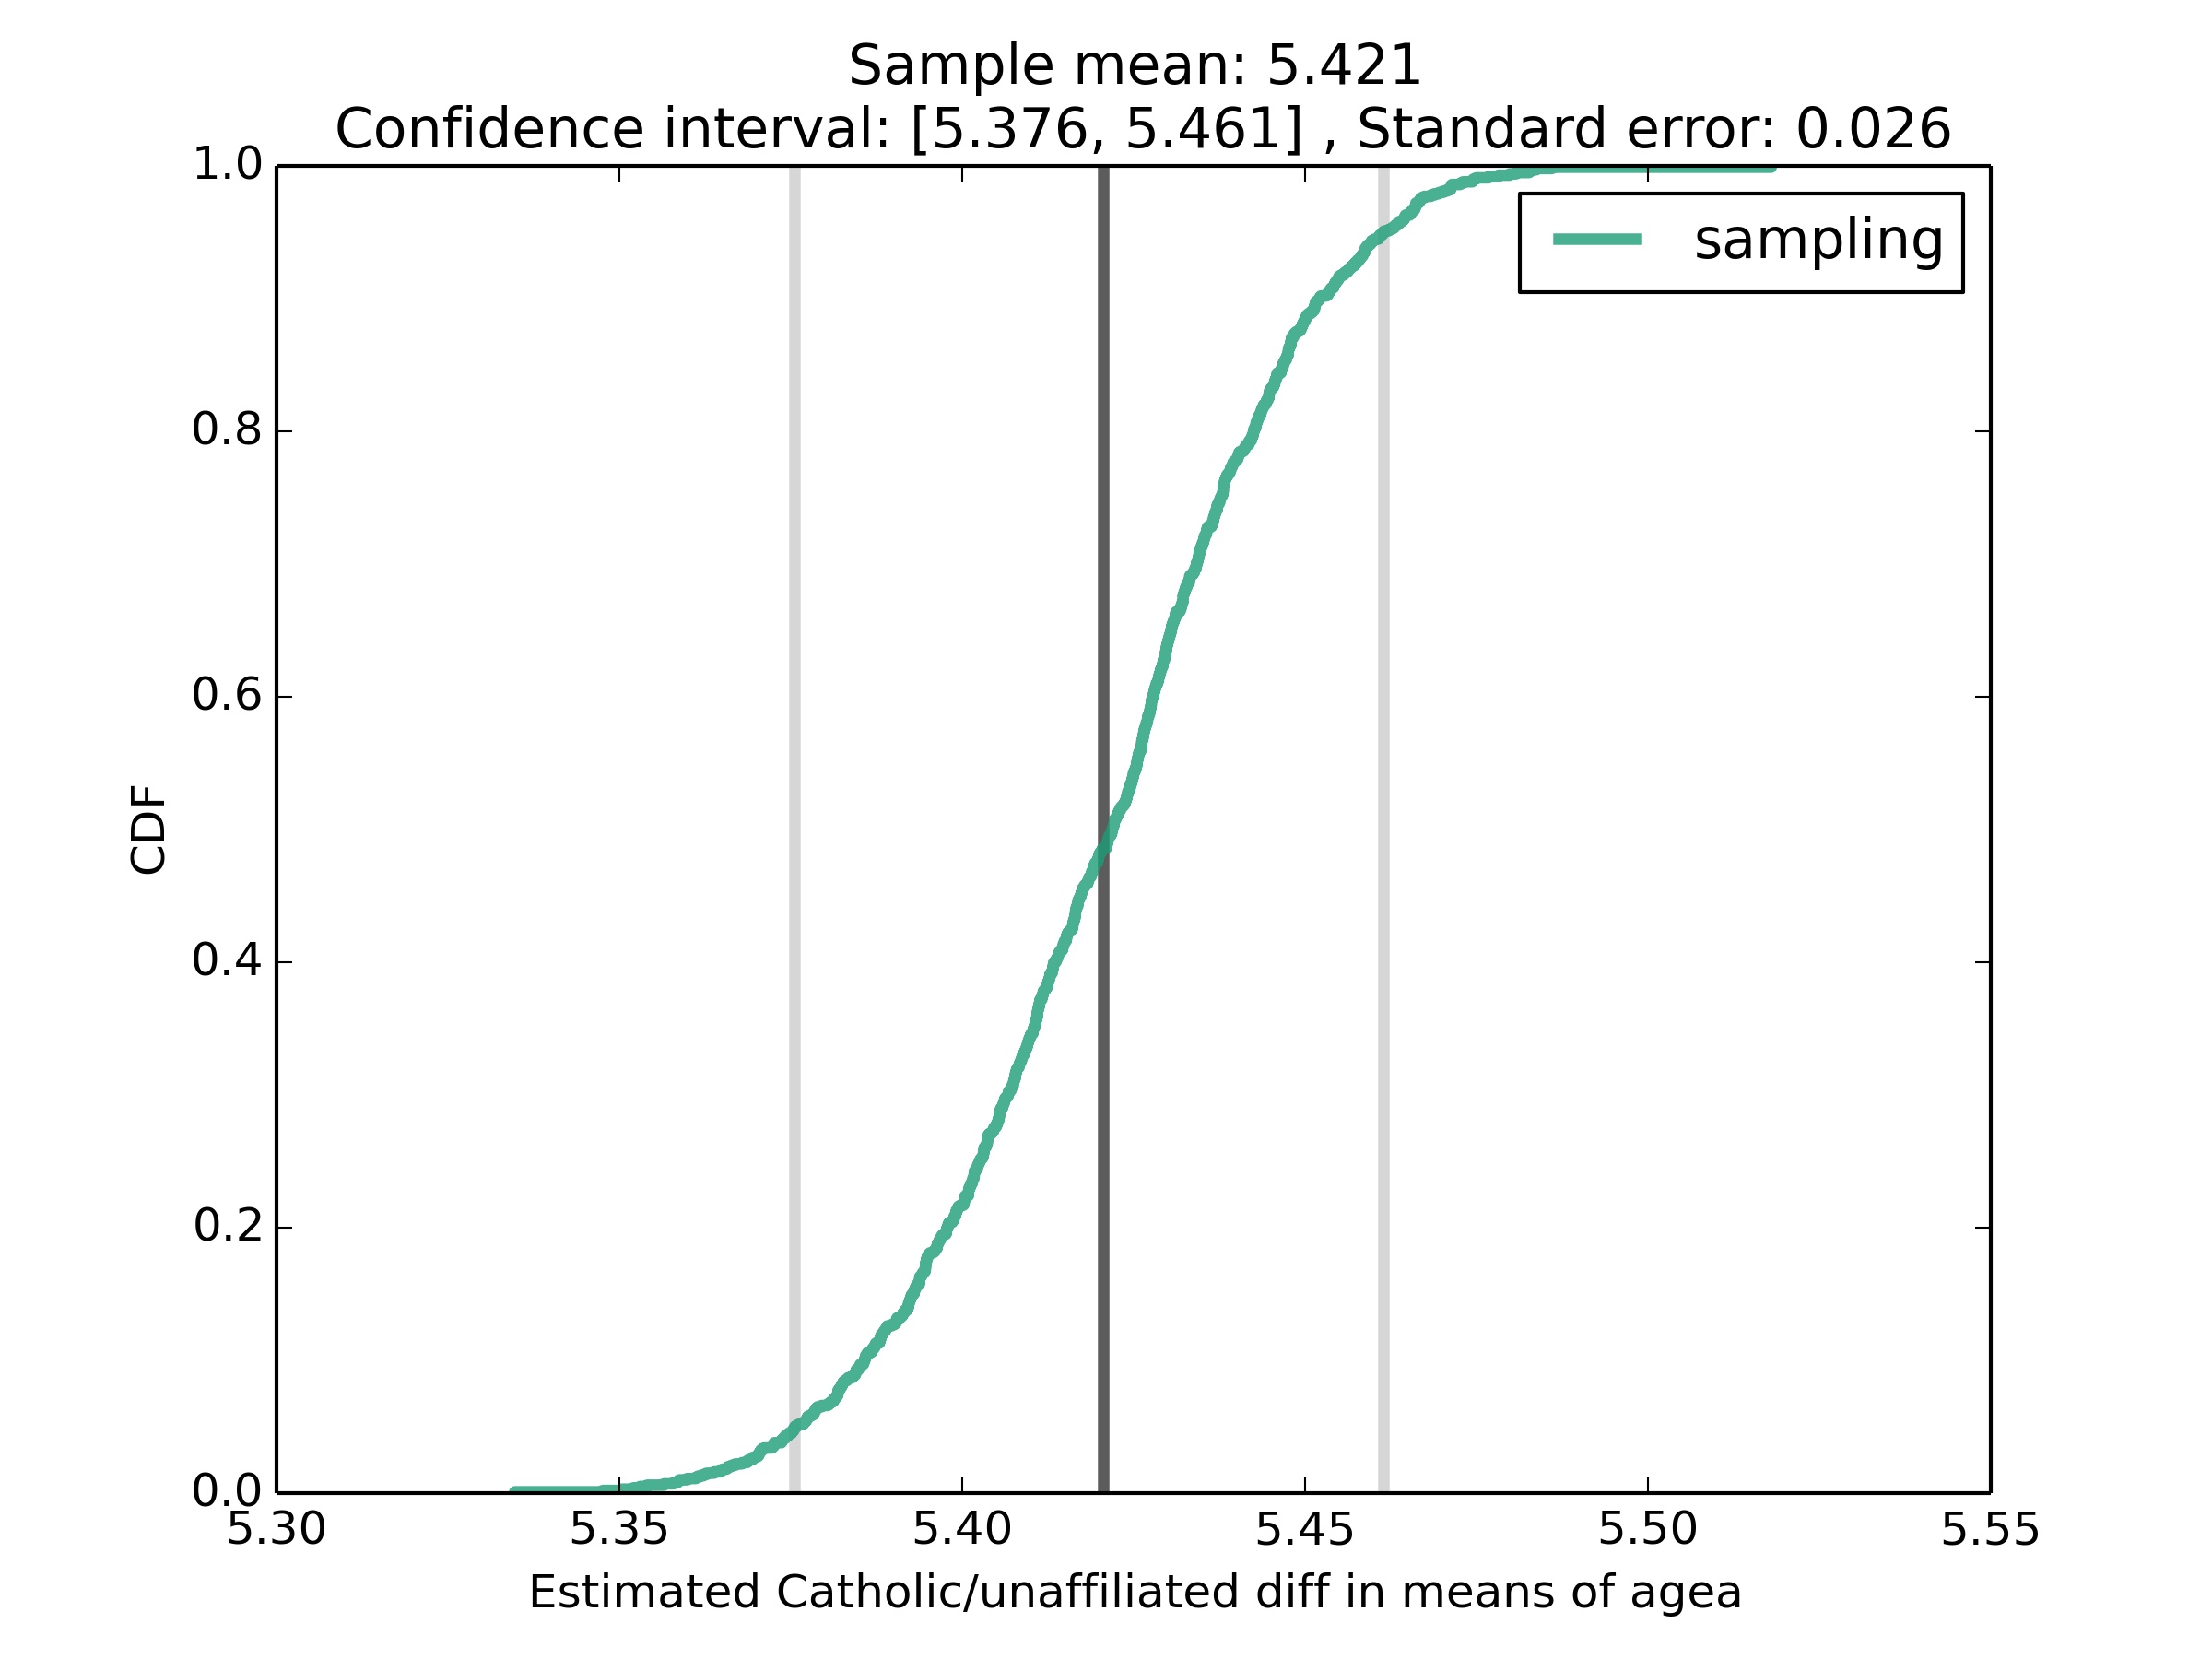 Sample mean: 5.421
Confidence interval: [5.376, 5.461] , Standard error: 0.026
1.0
sampling
0.8
0.6
CDF
0.4
0.2
0.0
5.30 5.35 5.40 5.45 5.50 5.55
Estimated Catholic/unaffiliated diff in means of agea